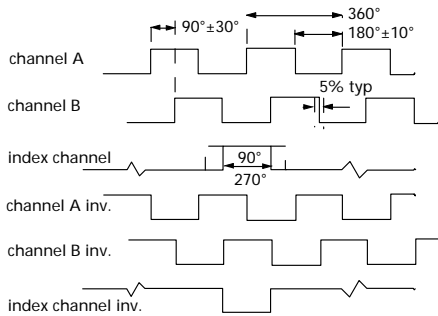 360°
90°±30°
180°±10°
channel A
5% typ
channel B
index channel
90°
270°
channel A inv.
channel B inv.
index channel inv.